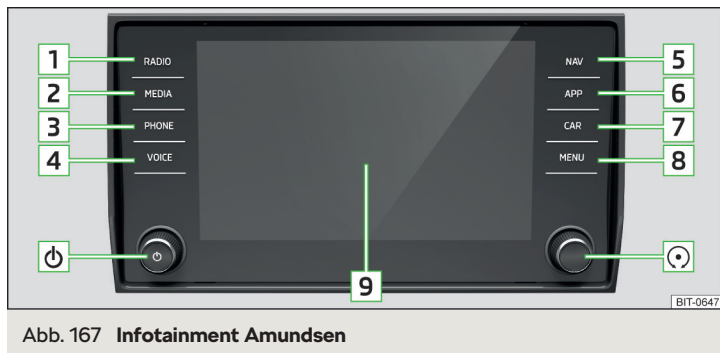 1 RADIO NAV 5
2 MEDIA APP 6
3 PHONE CAR 7
4 VOICE MENU 8
9
BIT-0647
Abb. 167 Infotainment Amundsen